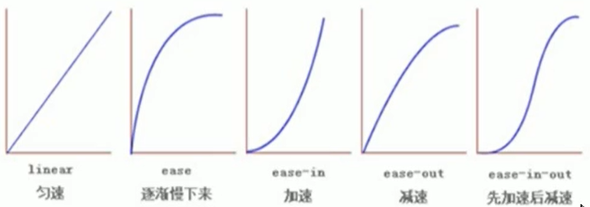 linear
ease
ease-in
ease-out
ease-in-out
匀速
逐渐慢下来
加速
减速
先加速后减速